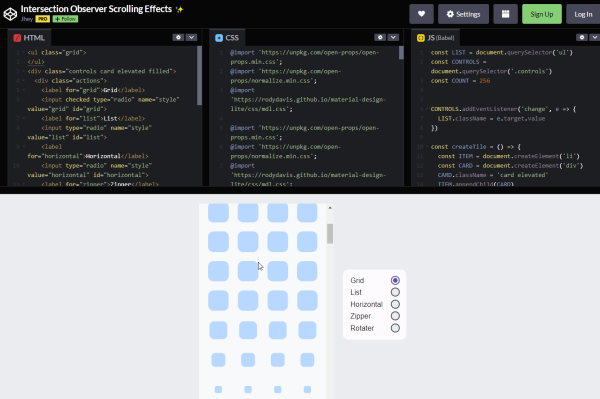 Intersection Observer Scrolling Effects ✨
Jhey PRO + Follow
Settings
Sign Up
Log In
HTML
<ul class="grid">
</ul>
<div class="controls card elevated filled">
<div class="actions">
<label for="grid">Grid</label>
<input checked type="radio" name="style"
value="grid" id="grid">
<label for="list">List</label>
<input type="radio" name="style"
value="list" id="list">
<label
for="horizontal">Horizontal</label>
<input type="radio" name="style"
value="horizontal" id="horizontal">
<label for="zipper">Zipper</label>
CSS
@import 'https://unpkg.com/open-props/open-
props.min.css';
@import 'https://unpkg.com/open-
props/normalize.min.css';
@import
'https://rodydavis.github.io/material-design-
lite/css/mdl.css';
@import 'https://unpkg.com/open-props/open-
props.min.css';
@import 'https://unpkg.com/open-
props/normalize.min.css';
@import
'https://rodydavis.github.io/material-design-
lite/css/mdl.css';
JS (Babel)
const LIST = document.querySelector('ul')
const CONTROLS =
document.querySelector('.controls')
const COUNT = 256
CONTROLS.addEventListener('change', e => {
LIST.className = e.target.value
})
const createTile = () => {
const ITEM = document.createElement('li')
const CARD = document.createElement('div')
CARD.className = 'card elevated'
ITEM.appendChild(CARD)
Grid
List
Horizontal
Zipper
Rotater